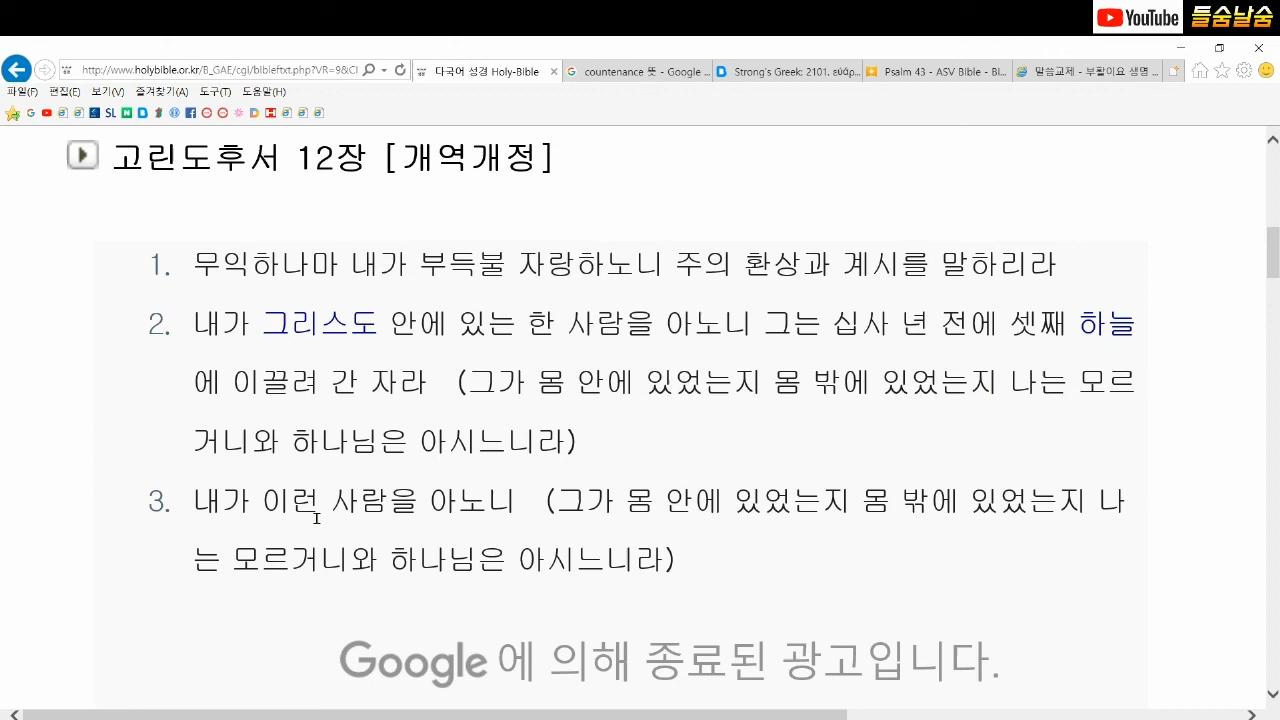 YouTube 들숨날숨
http://www.holybible.or.kr/B_GAE/cgi/bibleftxt.php?VR=9&CI
다국어 성경 Holy-Bible
countenance 뜻 - Google ...
Strong's Greek: 2101. εὐάρ...
Psalm 43 - ASV Bible - Bi...
말씀교제 - 부활이요 생명 ...
파일(F) 편집(E) 보기(V) 즐겨찾기(A) 도구(T) 도움말(H)
SL
고린도후서 12장 [개역개정]
1. 무익하나마 내가 부득불 자랑하노니 주의 환상과 계시를 말하리라
2. 내가 그리스도 안에 있는 한 사람을 아노니 그는 십사 년 전에 셋째 하늘
에 이끌려 간 자라 (그가 몸 안에 있었는지 몸 밖에 있었는지 나는 모르
거니와 하나님은 아시느니라)
3. 내가 이런 사람을 아노니 (그가 몸 안에 있었는지 몸 밖에 있었는지 나
는 모르거니와 하나님은 아시느니라)
Google에 의해 종료된 광고입니다.